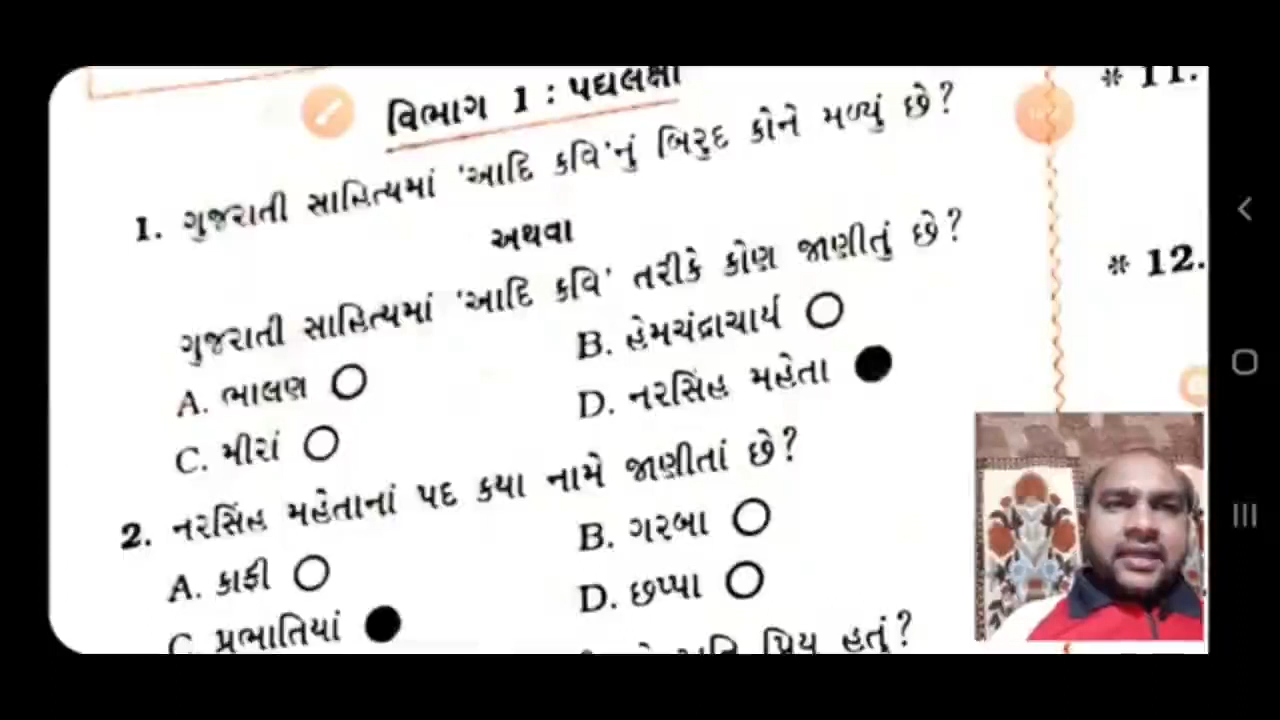 વિભાગ 1 : પદ્યલક્ષી
1. ગુજરાતી સાહિત્યમાં 'આદિ કવિ'નું બિરુદ કોને મળ્યું છે?
અથવા
ગુજરાતી સાહિત્યમાં 'આદિ કવિ' તરીકે કોણ જાણીતું છે?
A. ભાલણ
B. હેમચંદ્રાચાર્ય
C. મીરાં
D. નરસિંહ મહેતા
2. નરસિંહ મહેતાનાં પદ કયા નામે જાણીતાં છે?
A. કાફી
B. ગરબા
C. પ્રભાતિયાં
D. છપ્પા
પ્રિય હતું?
* 11.
* 12.